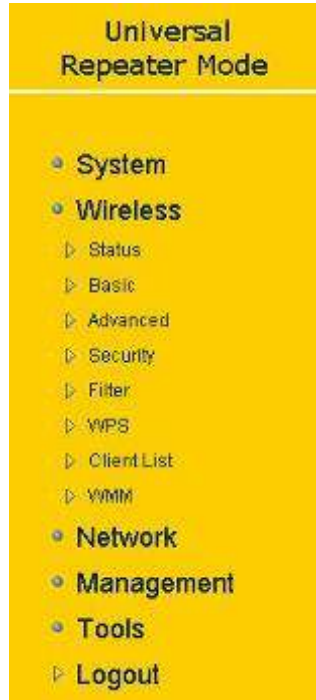 Universal
Repeater Mode
System
Wireless
Status
Basic
Advanced
Security
Filter
WPS
Client List
WMM
Network
Management
Tools
Logout